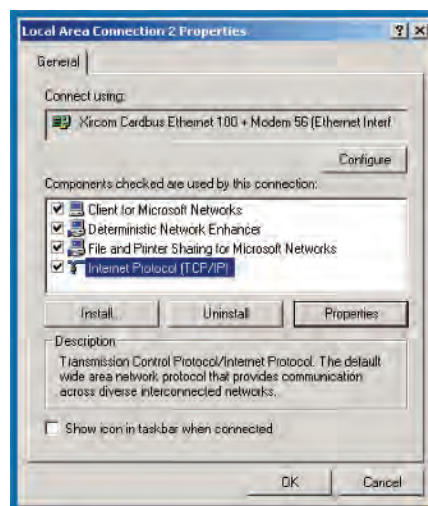 Local Area Connection 2 Properties
General
Connect using:
Xircom Cardbus Ethernet 100 + Modem 56 (Ethernet Interf
Configure
Components checked are used by this connection:
Client for Microsoft Networks
Deterministic Network Enhancer
File and Printer Sharing for Microsoft Networks
Internet Protocol (TCP/IP)
Install...
Uninstall
Properties
Description
Transmission Control Protocol/Internet Protocol. The default
wide area network protocol that provides communication
across diverse interconnected networks.
Show icon in taskbar when connected
OK
Cancel